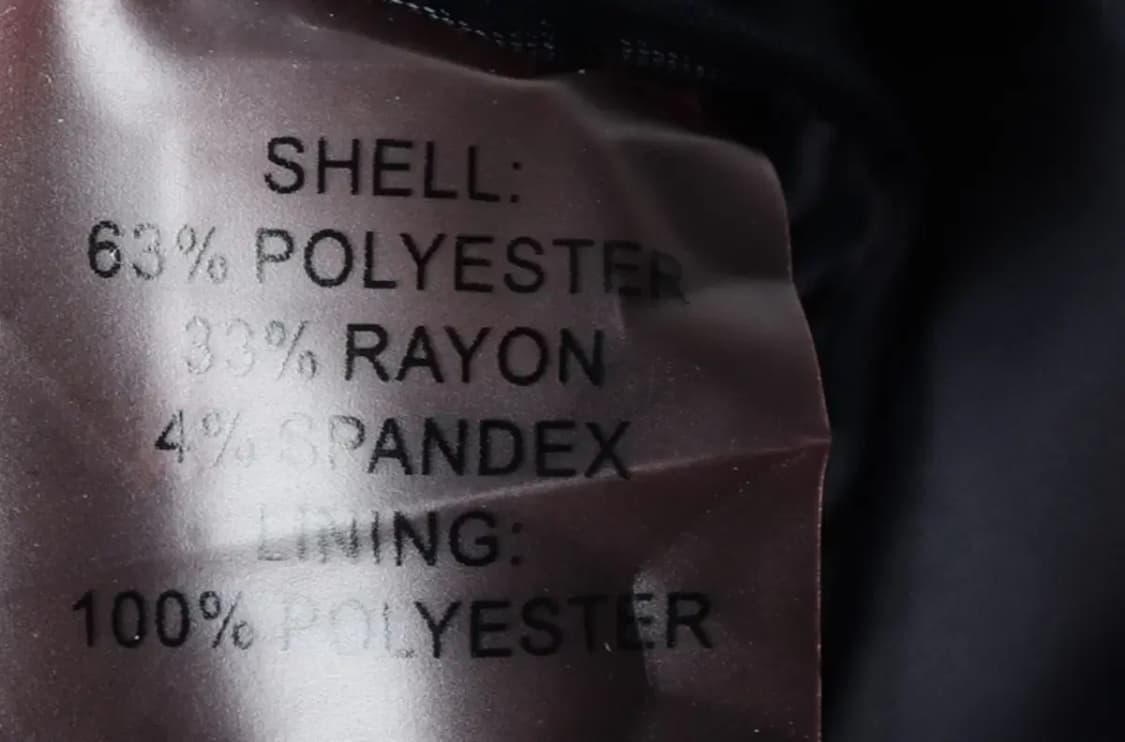 SHELL:
63% POLYESTER
33% RAYON
4% SPANDEX
LINING:
100% POLYESTER